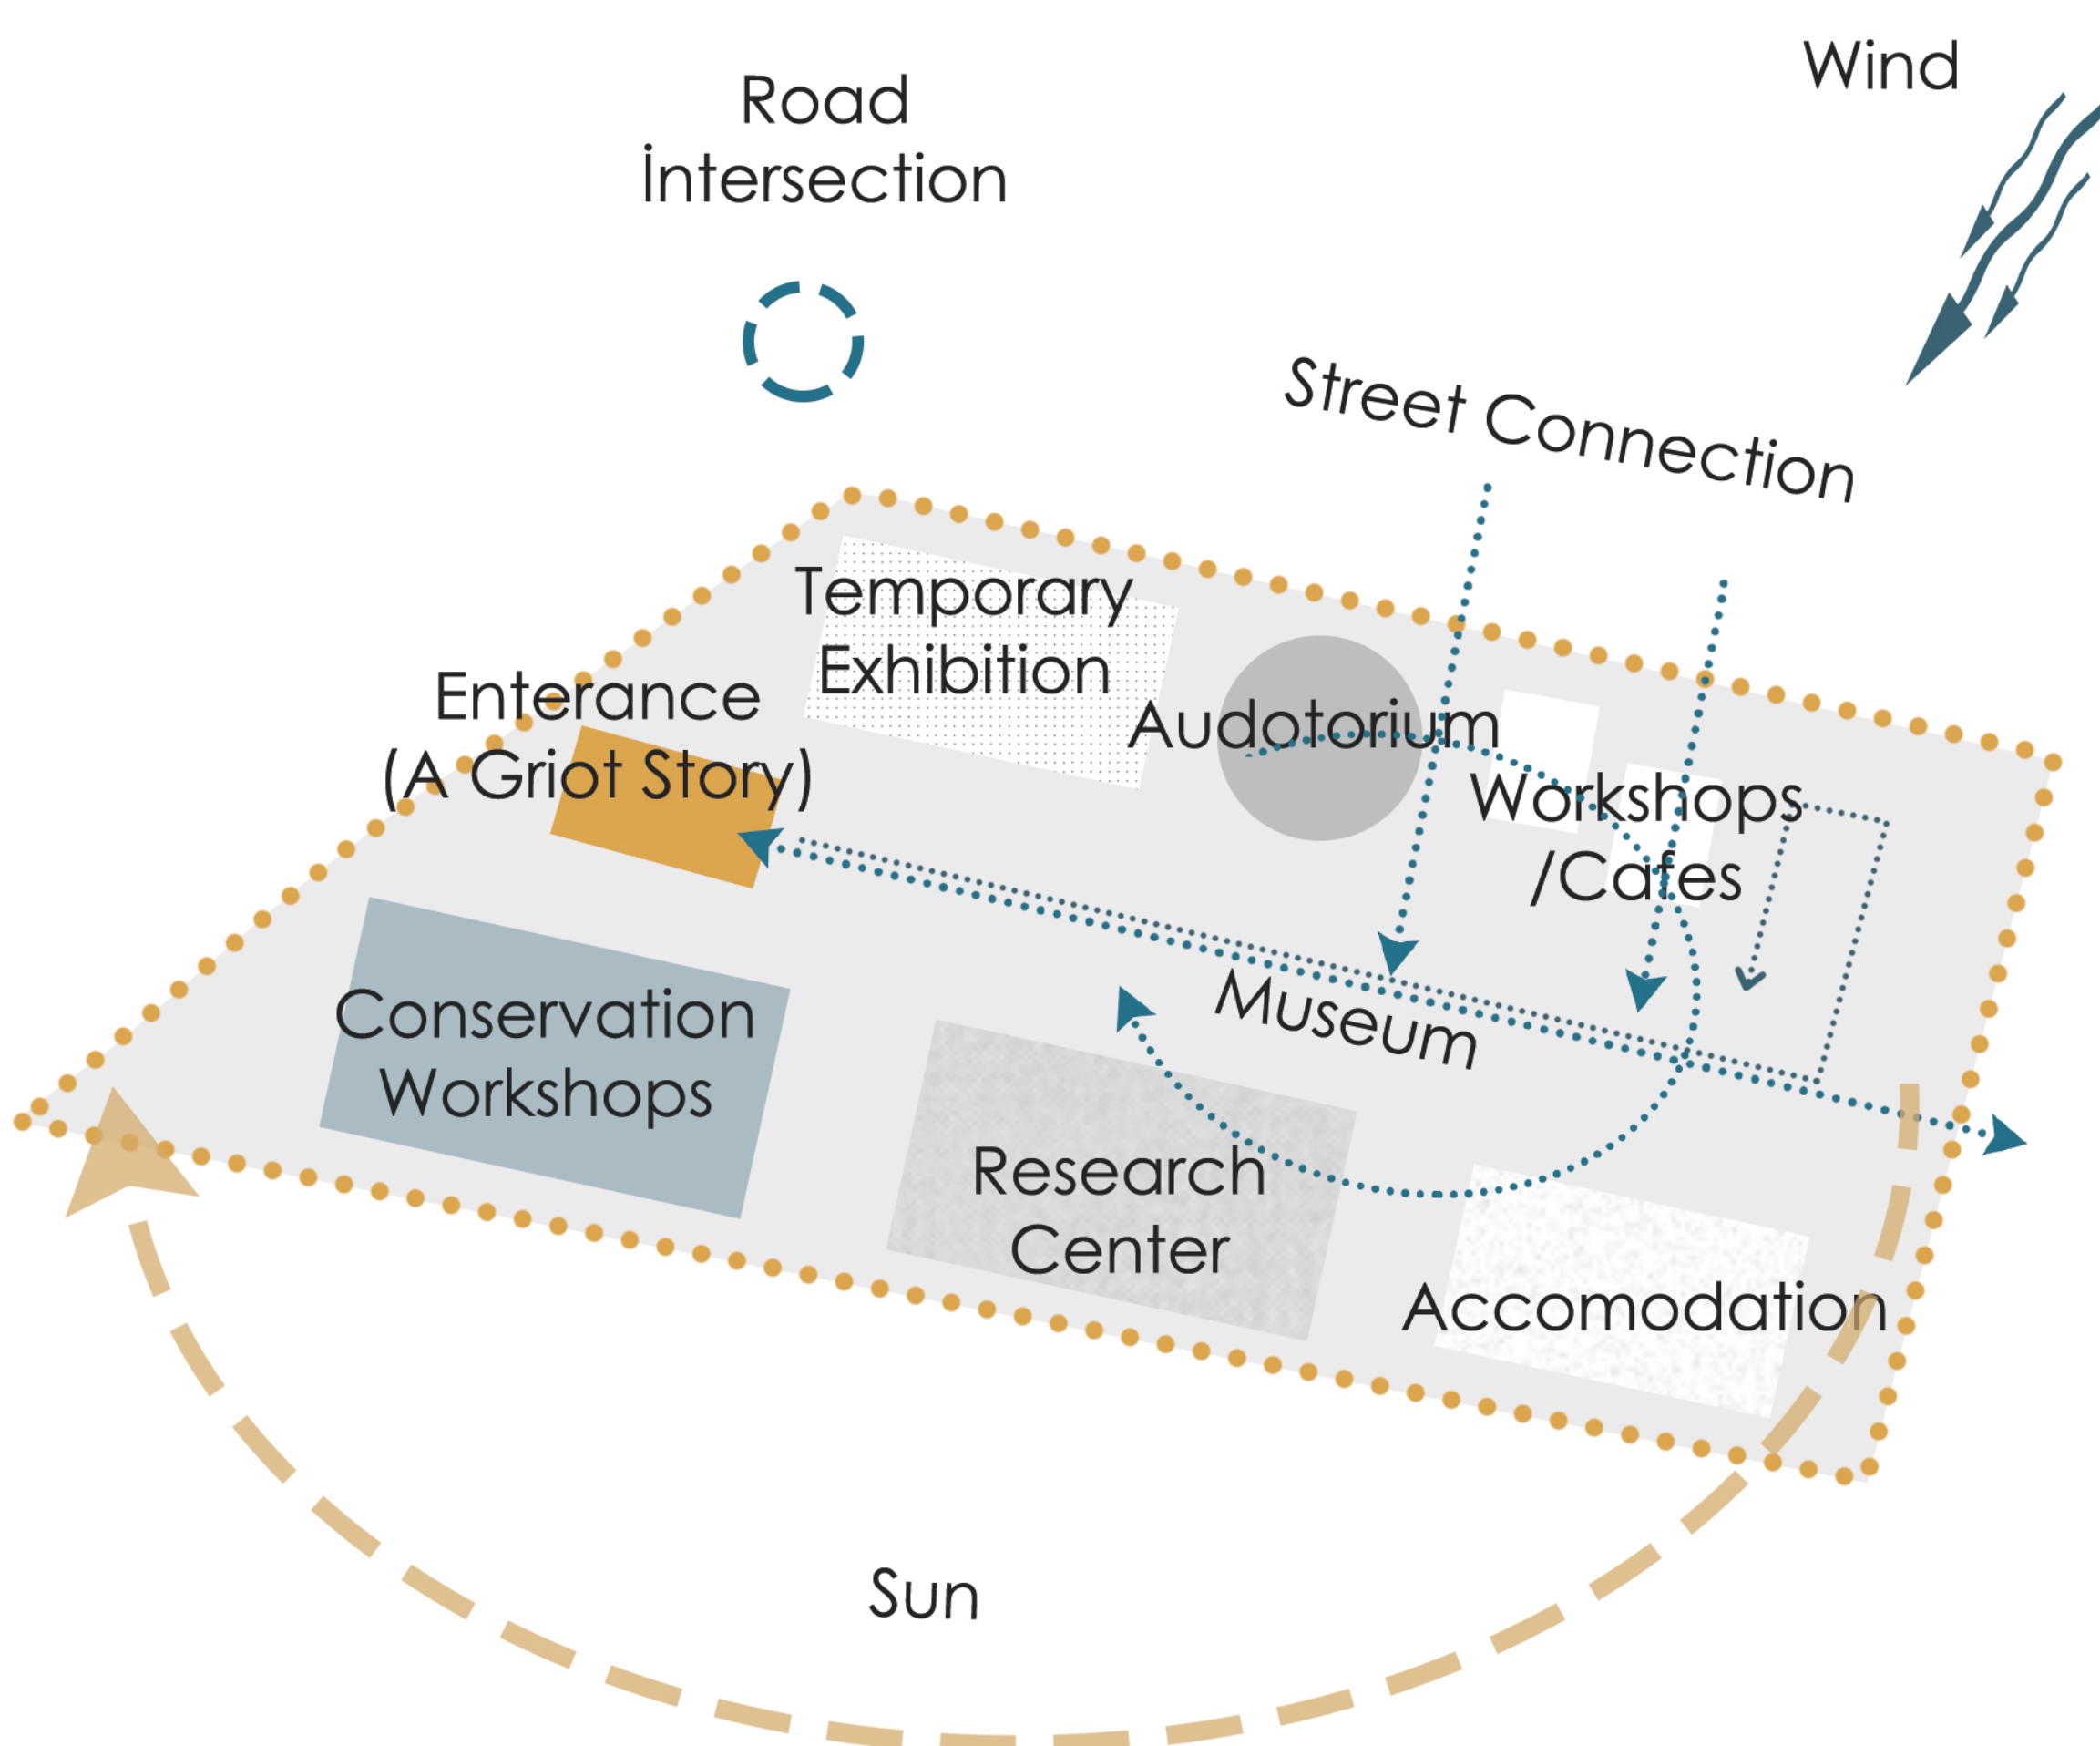 Wind
Road
İntersection
Street Connection
Temporary
Exhibition
Enterance
(A Griot Story)
Audotorium
Workshops
/Cafes
Museum
Conservation
Workshops
Research
Center
Accomodation
Sun